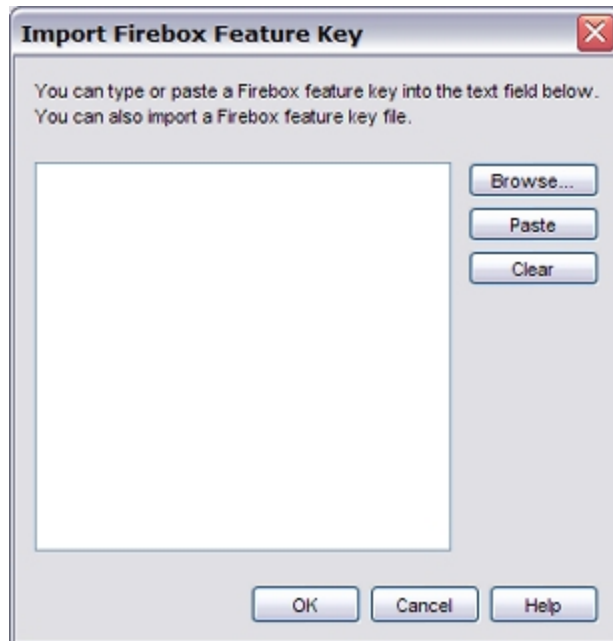 Import Firebox Feature Key
You can type or paste a Firebox feature key into the text field below.
You can also import a Firebox feature key file.
Browse...
Paste
Clear
OK
Cancel
Help